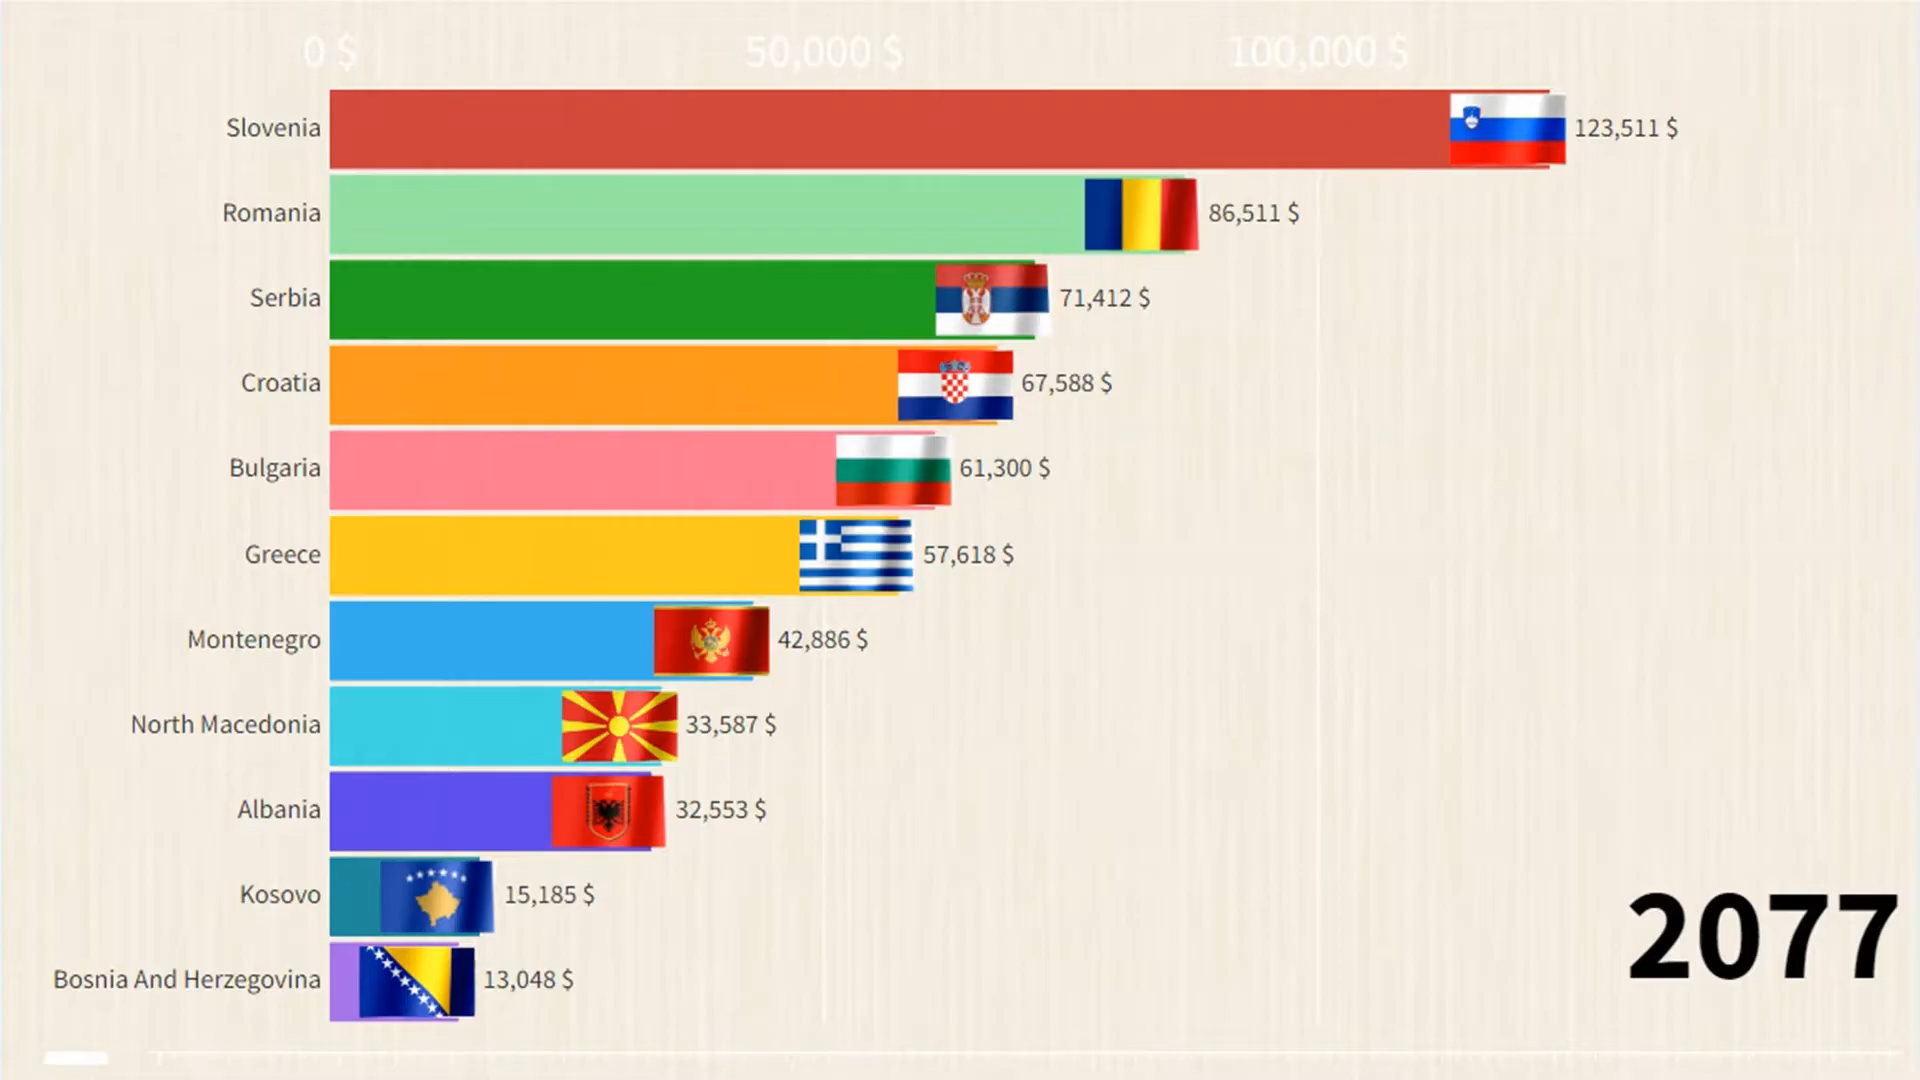 0 $ 50,000 $ 100,000 $
Slovenia 123,511 $
Romania 86,511 $
Serbia 71,412 $
Croatia 67,588 $
Bulgaria 61,300 $
Greece 57,618 $
Montenegro 42,886 $
North Macedonia 33,587 $
Albania 32,553 $
Kosovo 15,185 $
Bosnia And Herzegovina 13,048 $
2077